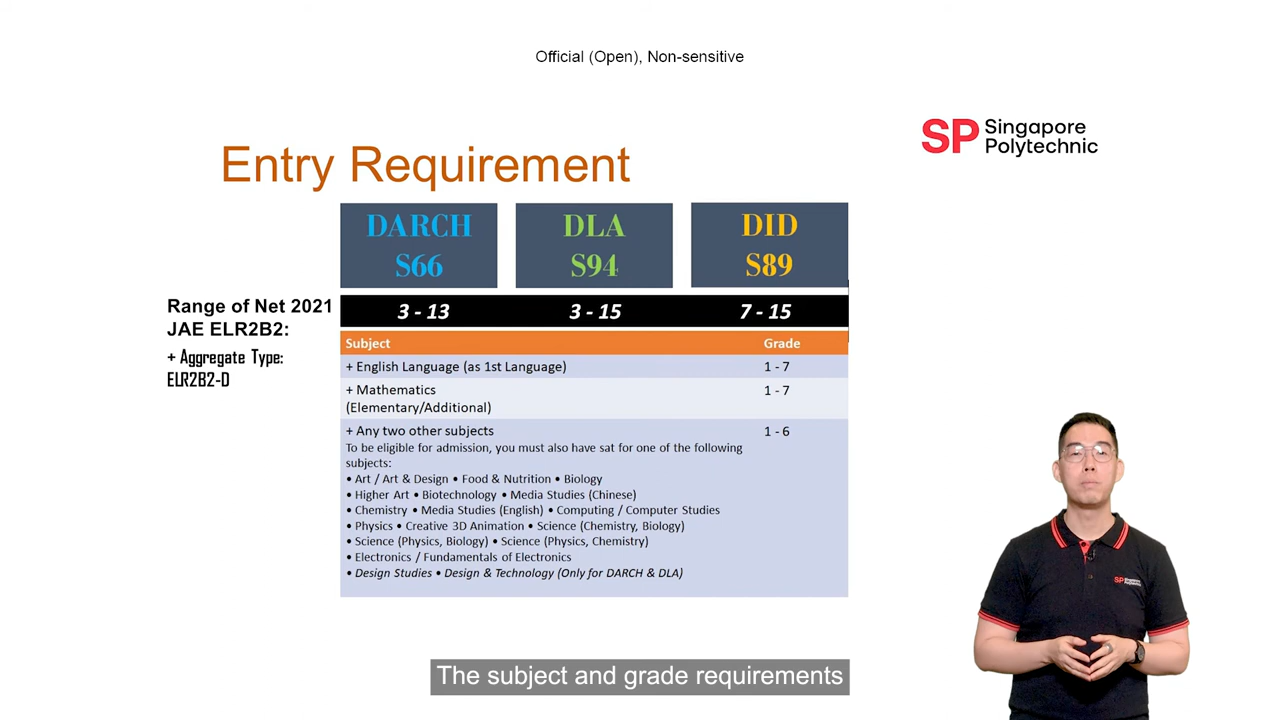 Official (Open), Non-sensitive
SP Singapore
Polytechnic
Entry Requirement
DARCH
S66
DLA
S94
DID
S89
Range of Net 2021
JAE ELR2B2:
+ Aggregate Type:
ELR2B2-D
3 - 13
3 - 15
7 - 15
Subject Grade
+ English Language (as 1st Language) 1 - 7
+ Mathematics 1 - 7
(Elementary/Additional)
+ Any two other subjects 1 - 6
To be eligible for admission, you must also have sat for one of the following
subjects:
• Art / Art & Design • Food & Nutrition • Biology
• Higher Art • Biotechnology • Media Studies (Chinese)
• Chemistry • Media Studies (English) • Computing / Computer Studies
• Physics • Creative 3D Animation • Science (Chemistry, Biology)
• Science (Physics, Biology) • Science (Physics, Chemistry)
• Electronics / Fundamentals of Electronics
• Design Studies • Design & Technology (Only for DARCH & DLA)
SP Singapore
Polytechnic
The subject and grade requirements